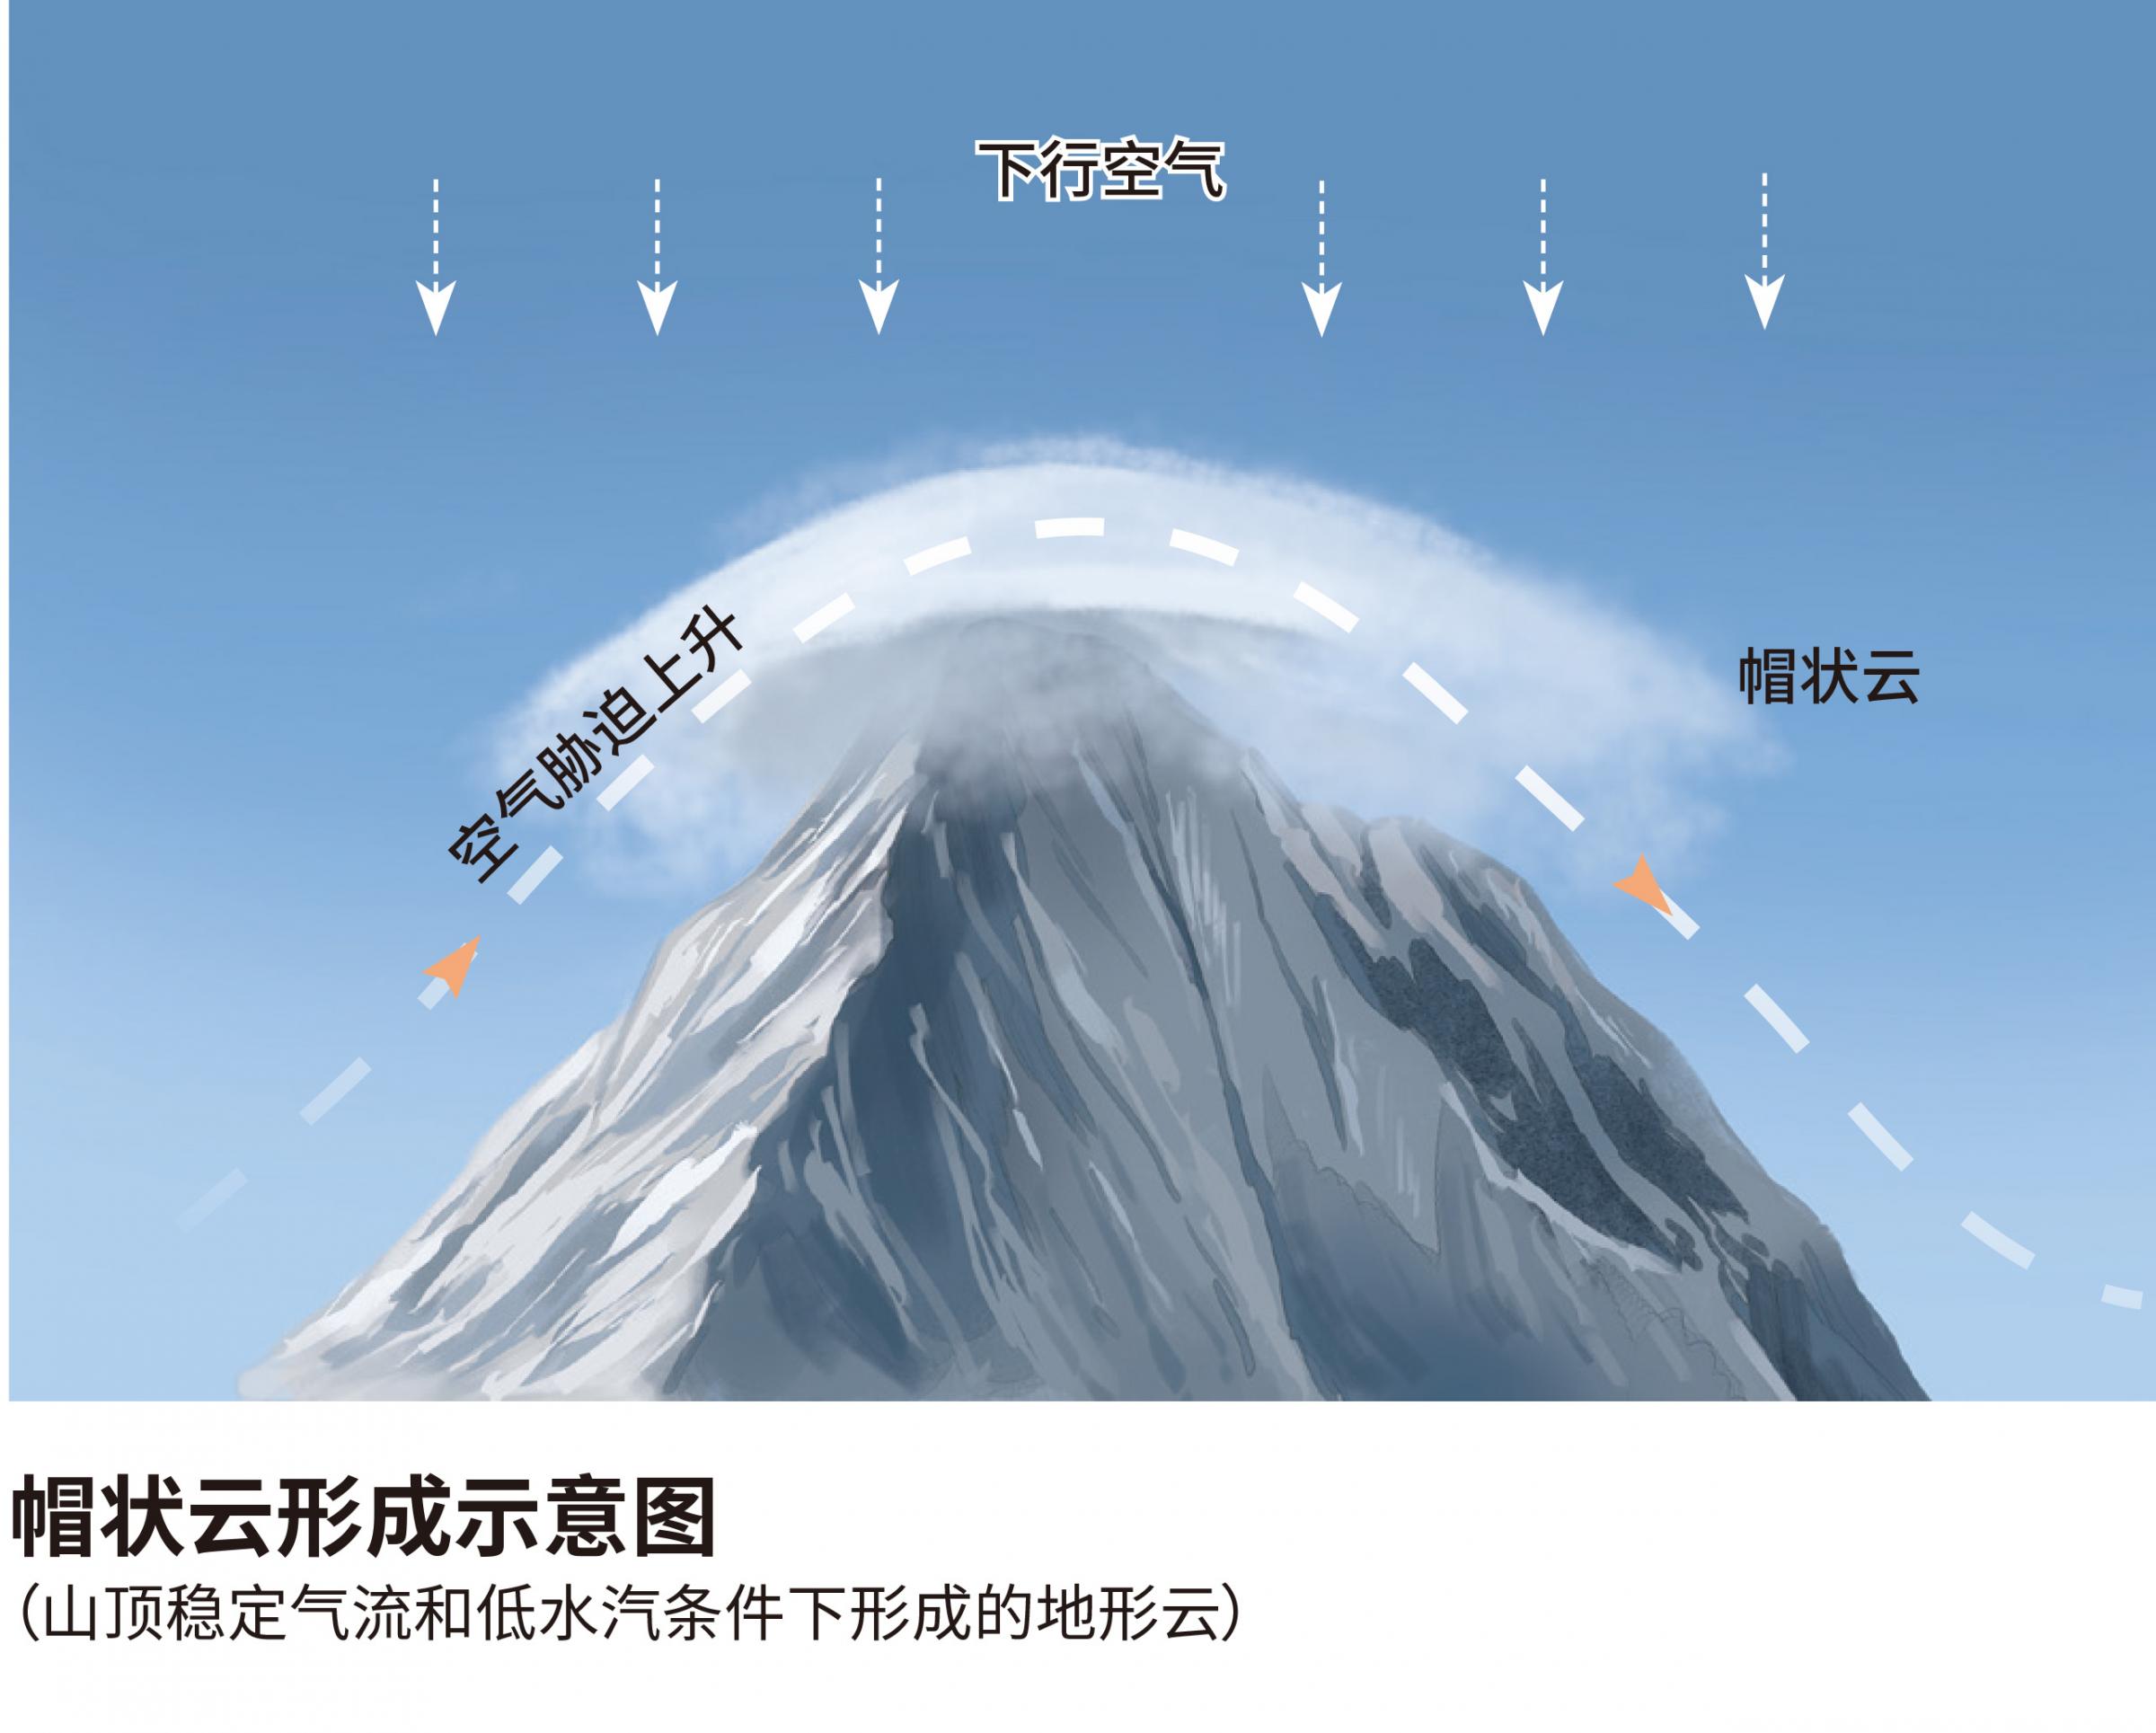 下行空气
空气胁迫上升
帽状云
帽状云形成示意图
（山顶稳定气流和低水汽条件下形成的地形云）